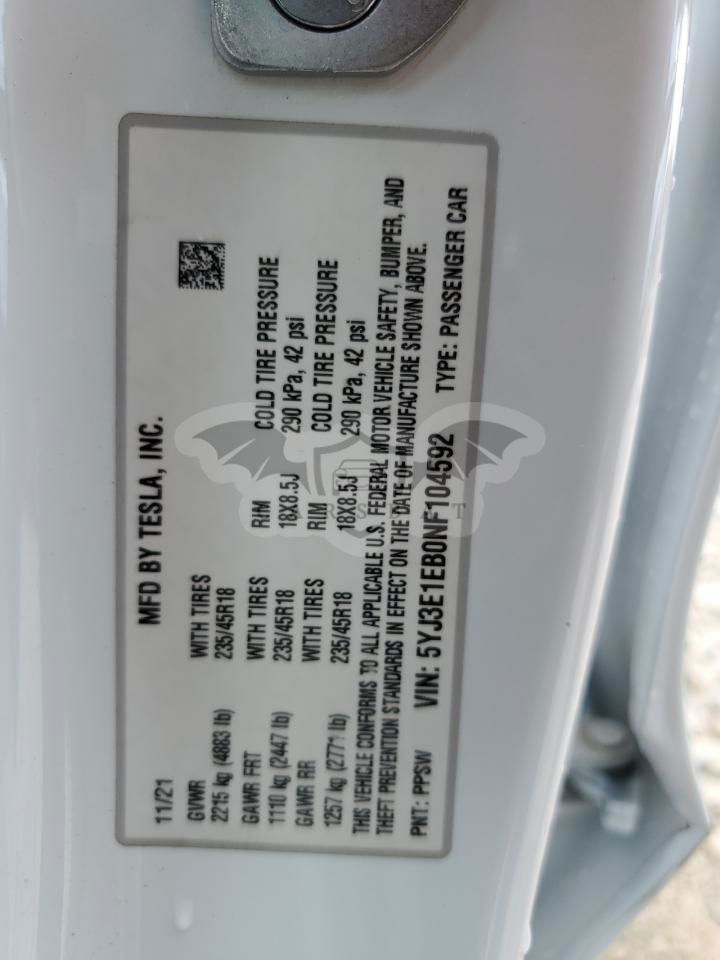 MFD BY TESLA, INC.
11/21
GVWR WITH TIRES
2215 kg (4883 lb) 235/45R18
GAWR FRT WITH TIRES RIM COLD TIRE PRESSURE
1110 kg (2447 lb) 235/45R18 18X8.5J 290 kPa, 42 psi
GAWR RR WITH TIRES RIM COLD TIRE PRESSURE
1257 kg (2771 lb) 235/45R18 18X8.5J 290 kPa, 42 psi
THIS VEHICLE CONFORMS TO ALL APPLICABLE U.S. FEDERAL MOTOR VEHICLE SAFETY, BUMPER, AND
THEFT PREVENTION STANDARDS IN EFFECT ON THE DATE OF MANUFACTURE SHOWN ABOVE.
PNT: PPSW VIN: 5YJ3E1EB0NF104592 TYPE: PASSENGER CAR